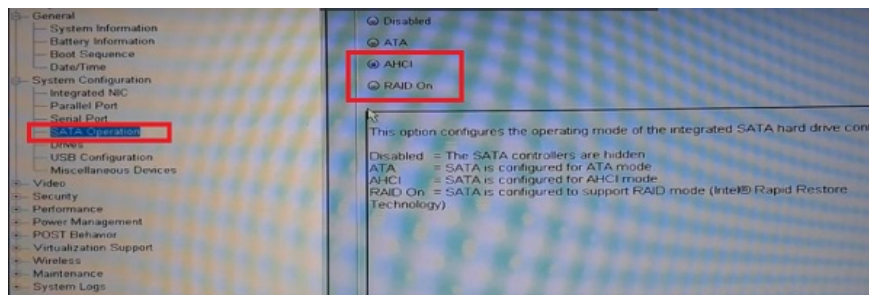 General
System Information
Battery Information
Boot Sequence
Date/Time
System Configuration
Integrated NIC
Parallel Port
Serial Port
SATA Operation
Drives
USB Configuration
Miscellaneous Devices
Video
Security
Performance
Power Management
POST Behavior
Virtualization Support
Wireless
Maintenance
System Logs
Disabled
ATA
AHCI
RAID On
This option configures the operating mode of the integrated SATA hard drive con
Disabled = The SATA controllers are hidden
ATA = SATA is configured for ATA mode
AHCI = SATA is configured for AHCI mode
RAID On = SATA is configured to support RAID mode (Intel® Rapid Restore
Technology)